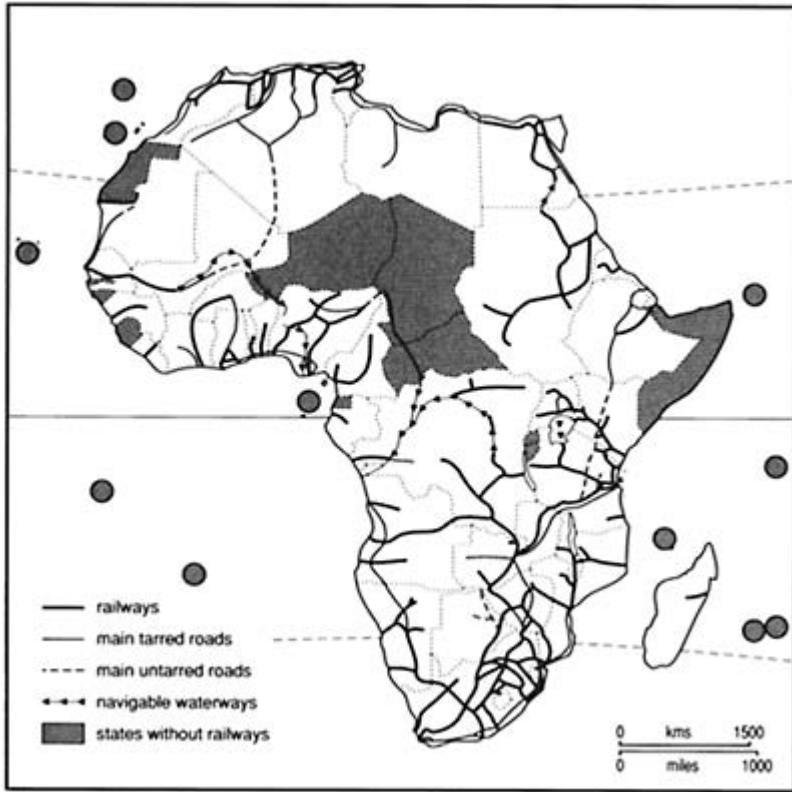 railways
main tarred roads
main untarred roads
navigable waterways
states without railways
0 kms 1500
0 miles 1000